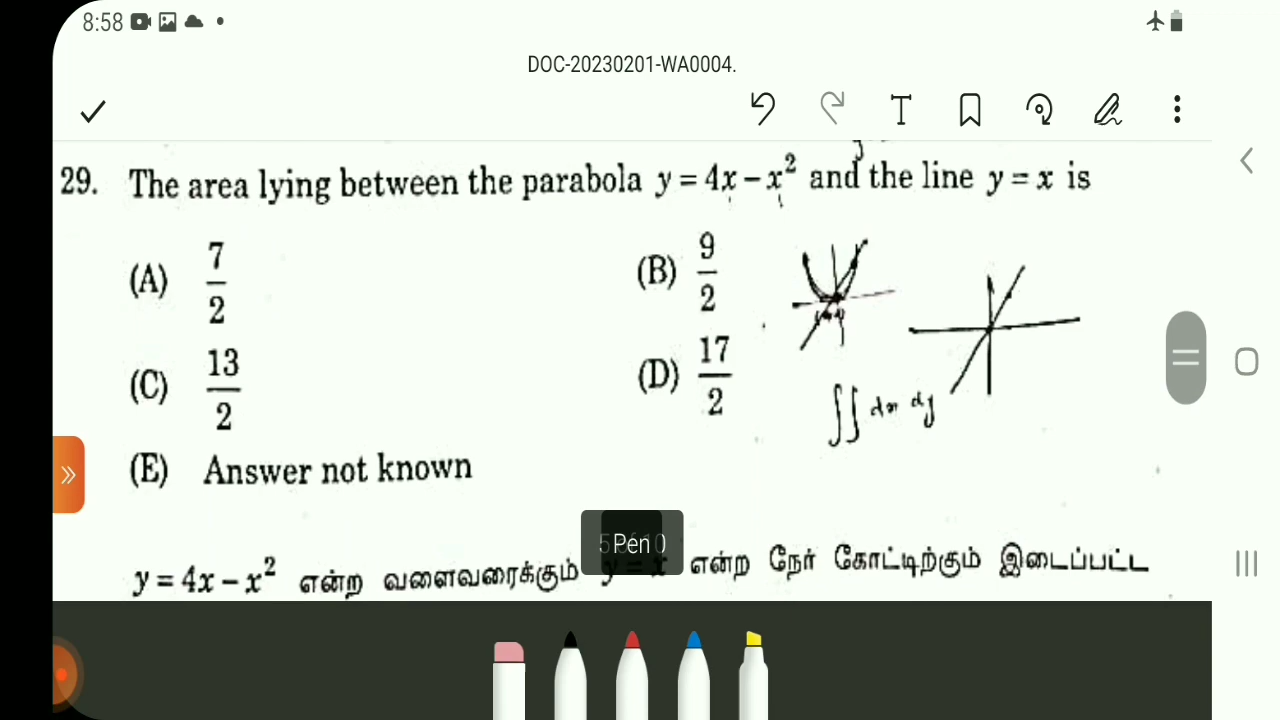 8:58
DOC-20230201-WA0004.
T
29. The area lying between the parabola y = 4x − x² and the line y = x is
(A) 7/2
(B) 9/2
(C) 13/2
(D) 17/2
∫∫ dx dy
(E) Answer not known
Pen
y = 4x − x² என்ற வளைவரைக்கும் y = x என்ற நேர் கோட்டிற்கும் இடைப்பட்ட